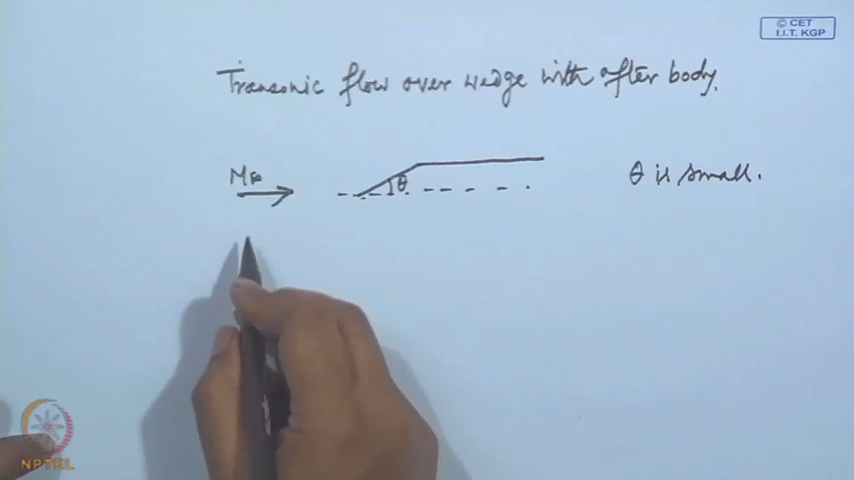 © CET
I.I.T. KGP
Transonic flow over wedge with after body.
M∞
θ
θ is small.
NPTEL